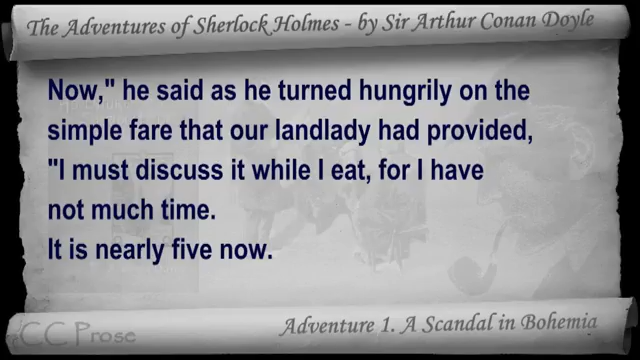 The Adventures of Sherlock Holmes - by Sir Arthur Conan Doyle
Now," he said as he turned hungrily on the
simple fare that our landlady had provided,
"I must discuss it while I eat, for I have
not much time.
It is nearly five now.
Adventure 1. A Scandal in Bohemia
CC Prose